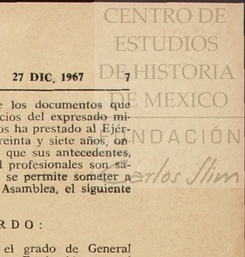 CENTRO DE
ESTUDIOS
DE HISTORIA
DE MEXICO
FUNDACIÓN
Carlos Slim
27 DIC. 1967 7
los documentos que
cios del expresado mi-
os ha prestado al Ejér-
reinta y siete años, on-
que sus antecedentes,
profesionales son sa-
se permite someter a
Asamblea, el siguiente
RDO:
el grado de General